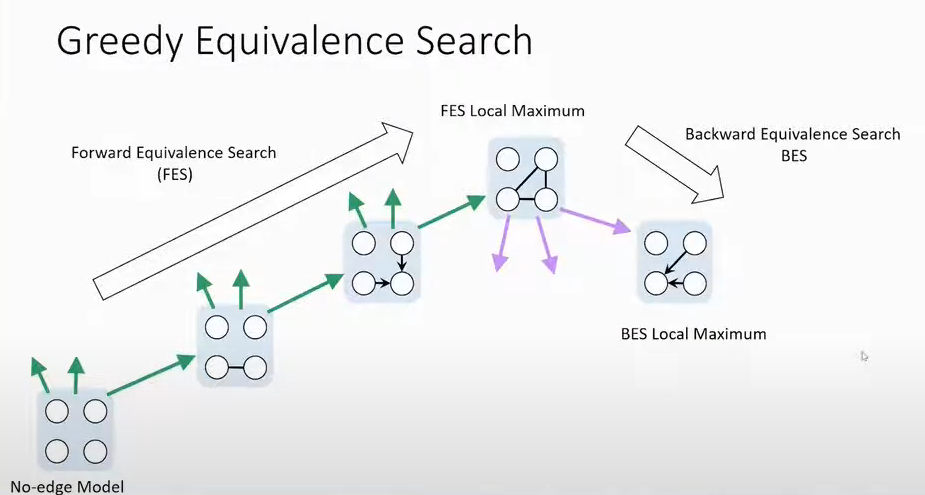 Greedy Equivalence Search
FES Local Maximum
Forward Equivalence Search
(FES)
Backward Equivalence Search
BES
BES Local Maximum
No-edge Model